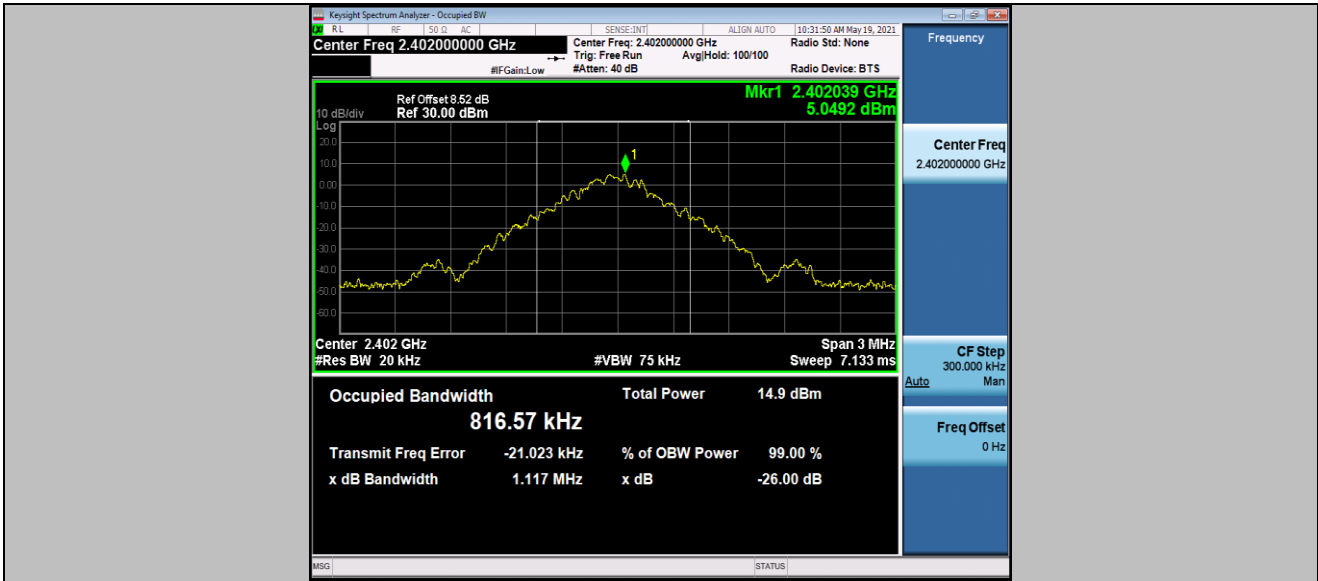 Keysight Spectrum Analyzer - Occupied BW
RL RF 50 Ω AC SENSE:INT ALIGN AUTO 10:31:50 AM May 19, 2021
Center Freq 2.402000000 GHz Center Freq: 2.402000000 GHz Radio Std: None
Trig: Free Run Avg|Hold: 100/100
#IFGain:Low #Atten: 40 dB Radio Device: BTS
Frequency
Mkr1 2.402039 GHz
5.0492 dBm
Ref Offset 8.52 dB
10 dB/div Ref 30.00 dBm
Log
20.0
10.0
0.00
-10.0
-20.0
-30.0
-40.0
-50.0
-60.0
1
Center 2.402 GHz Span 3 MHz
#Res BW 20 kHz #VBW 75 kHz Sweep 7.133 ms
Occupied Bandwidth Total Power 14.9 dBm
816.57 kHz
Transmit Freq Error -21.023 kHz % of OBW Power 99.00 %
x dB Bandwidth 1.117 MHz x dB -26.00 dB
Center Freq
2.402000000 GHz
CF Step
300.000 kHz
Auto Man
Freq Offset
0 Hz
MSG STATUS